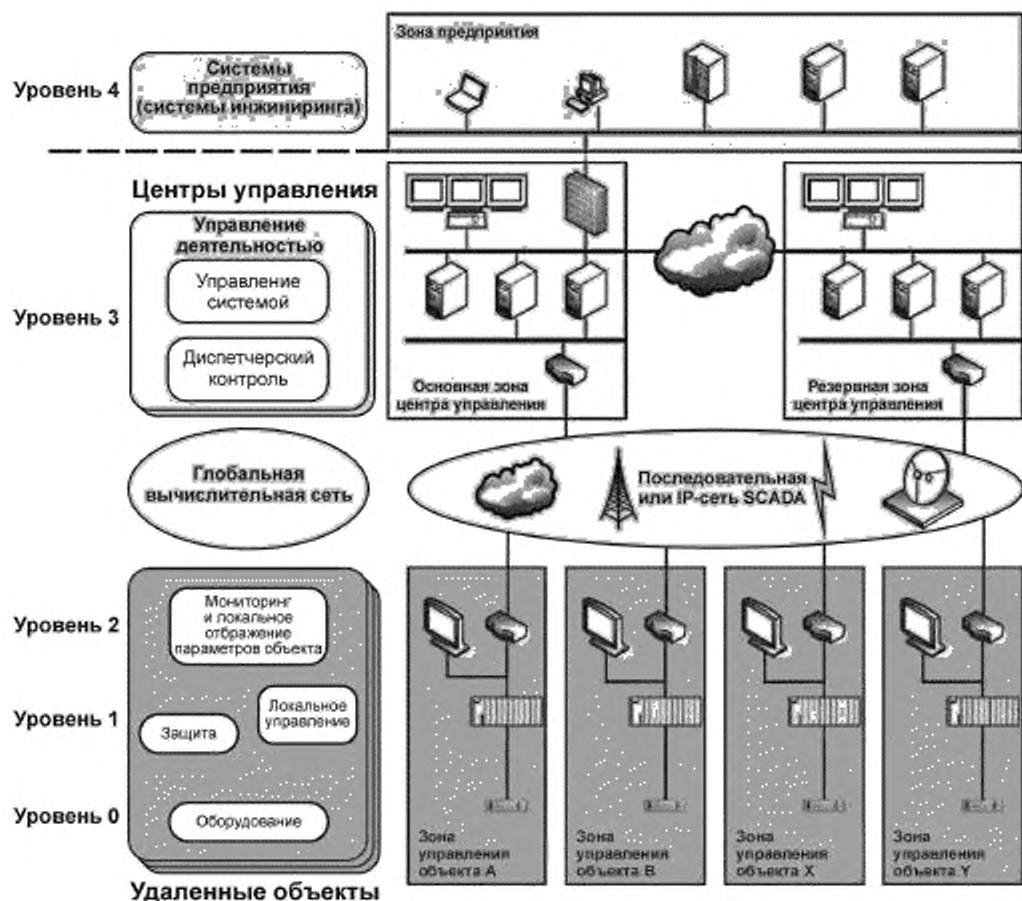 Зона предприятия
Уровень 4
Системы
предприятия
(системы инжиниринга)
Центры управления
Управление
деятельностью
Управление
системой
Уровень 3
Диспетчерский
контроль
Основная зона
центра управления
Резервная зона
центра управления
Глобальная
вычислительная сеть
Последовательная
или IP-сеть SCADA
Уровень 2
Мониторинг
и локальное
отбражение
параметров объекта
Уровень 1
Локальное
управление
Защита
Уровень 0
Оборудование
Зона
управления
объекта A
Зона
управления
объекта B
Зона
управления
объекта X
Зона
управления
объекта Y
Удаленные объекты